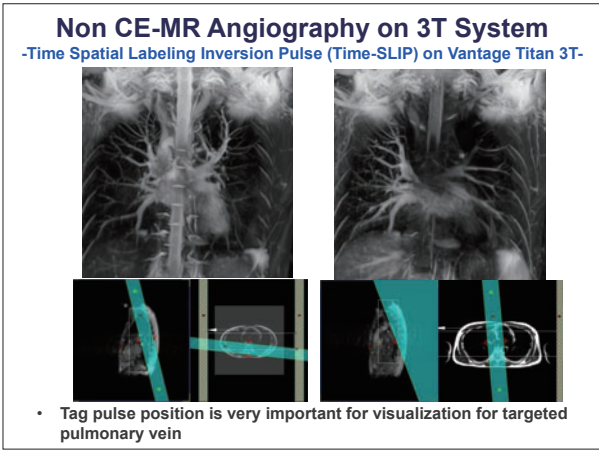 Non CE-MR Angiography on 3T System
-Time Spatial Labeling Inversion Pulse (Time-SLIP) on Vantage Titan 3T-
• Tag pulse position is very important for visualization for targeted
pulmonary vein